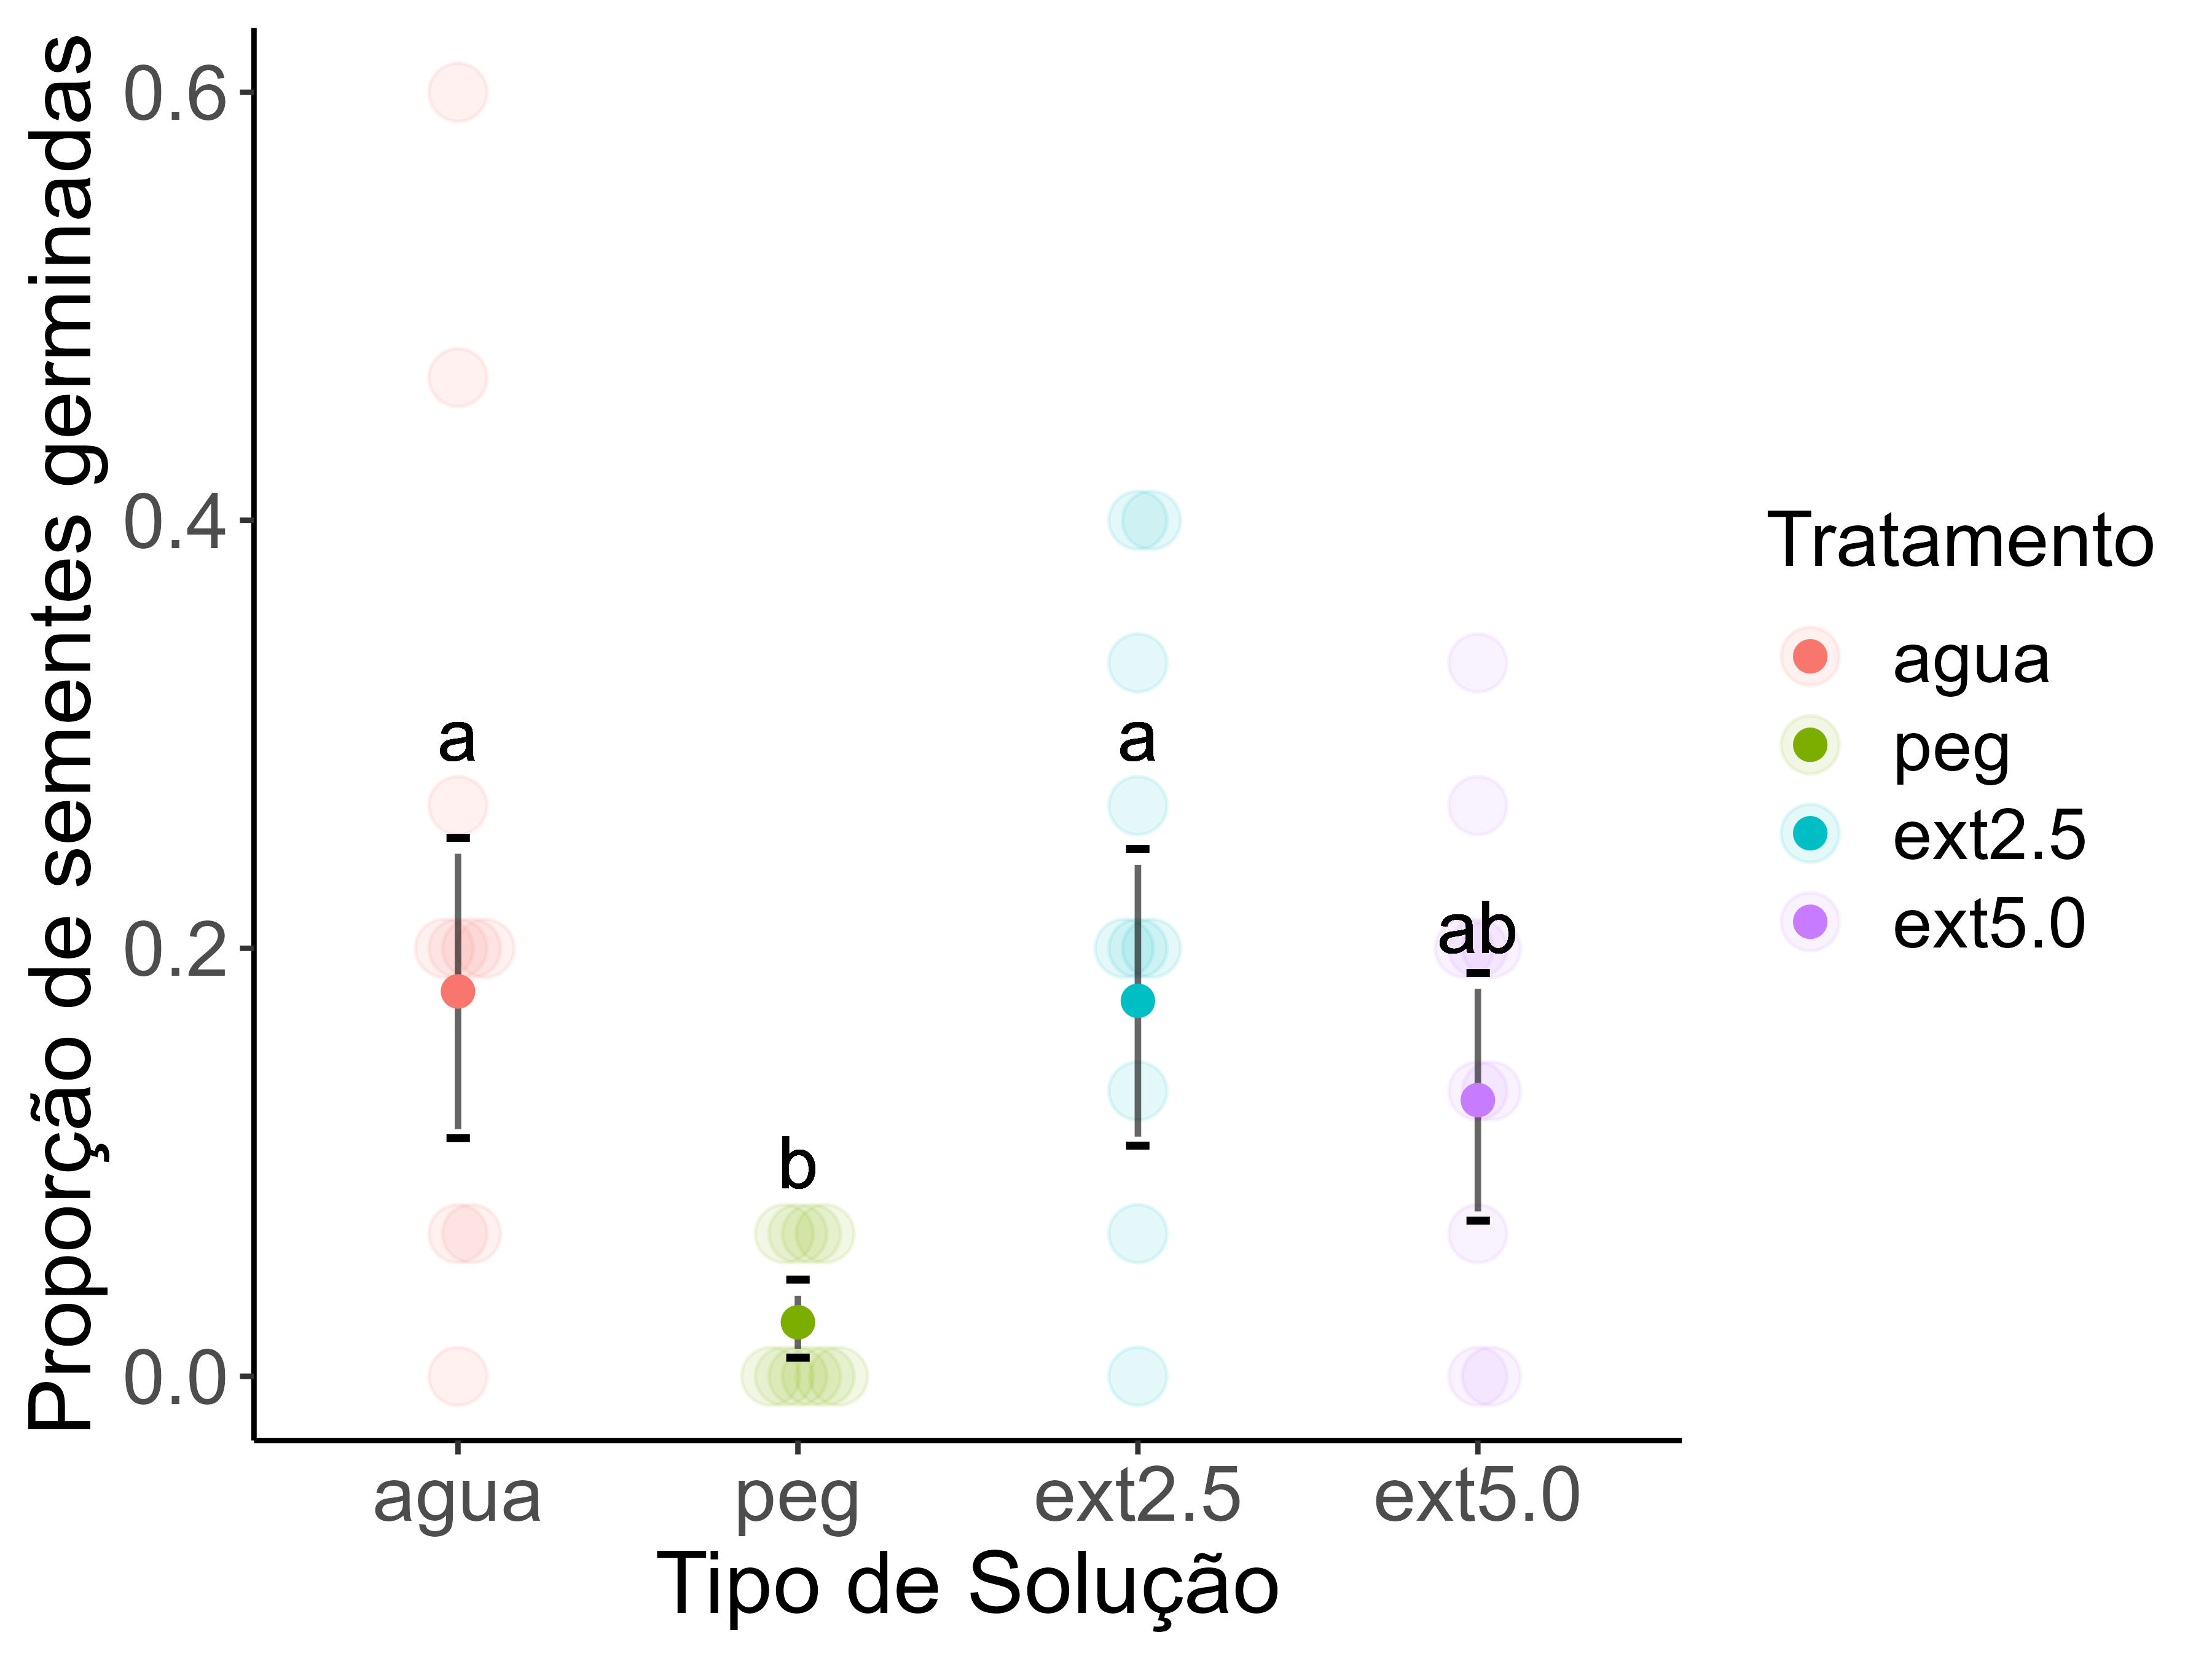 Proporção de sementes germinadas
0.6
0.4
0.2
0.0
a
b
a
ab
agua
peg
ext2.5
ext5.0
Tipo de Solução
Tratamento
agua
peg
ext2.5
ext5.0